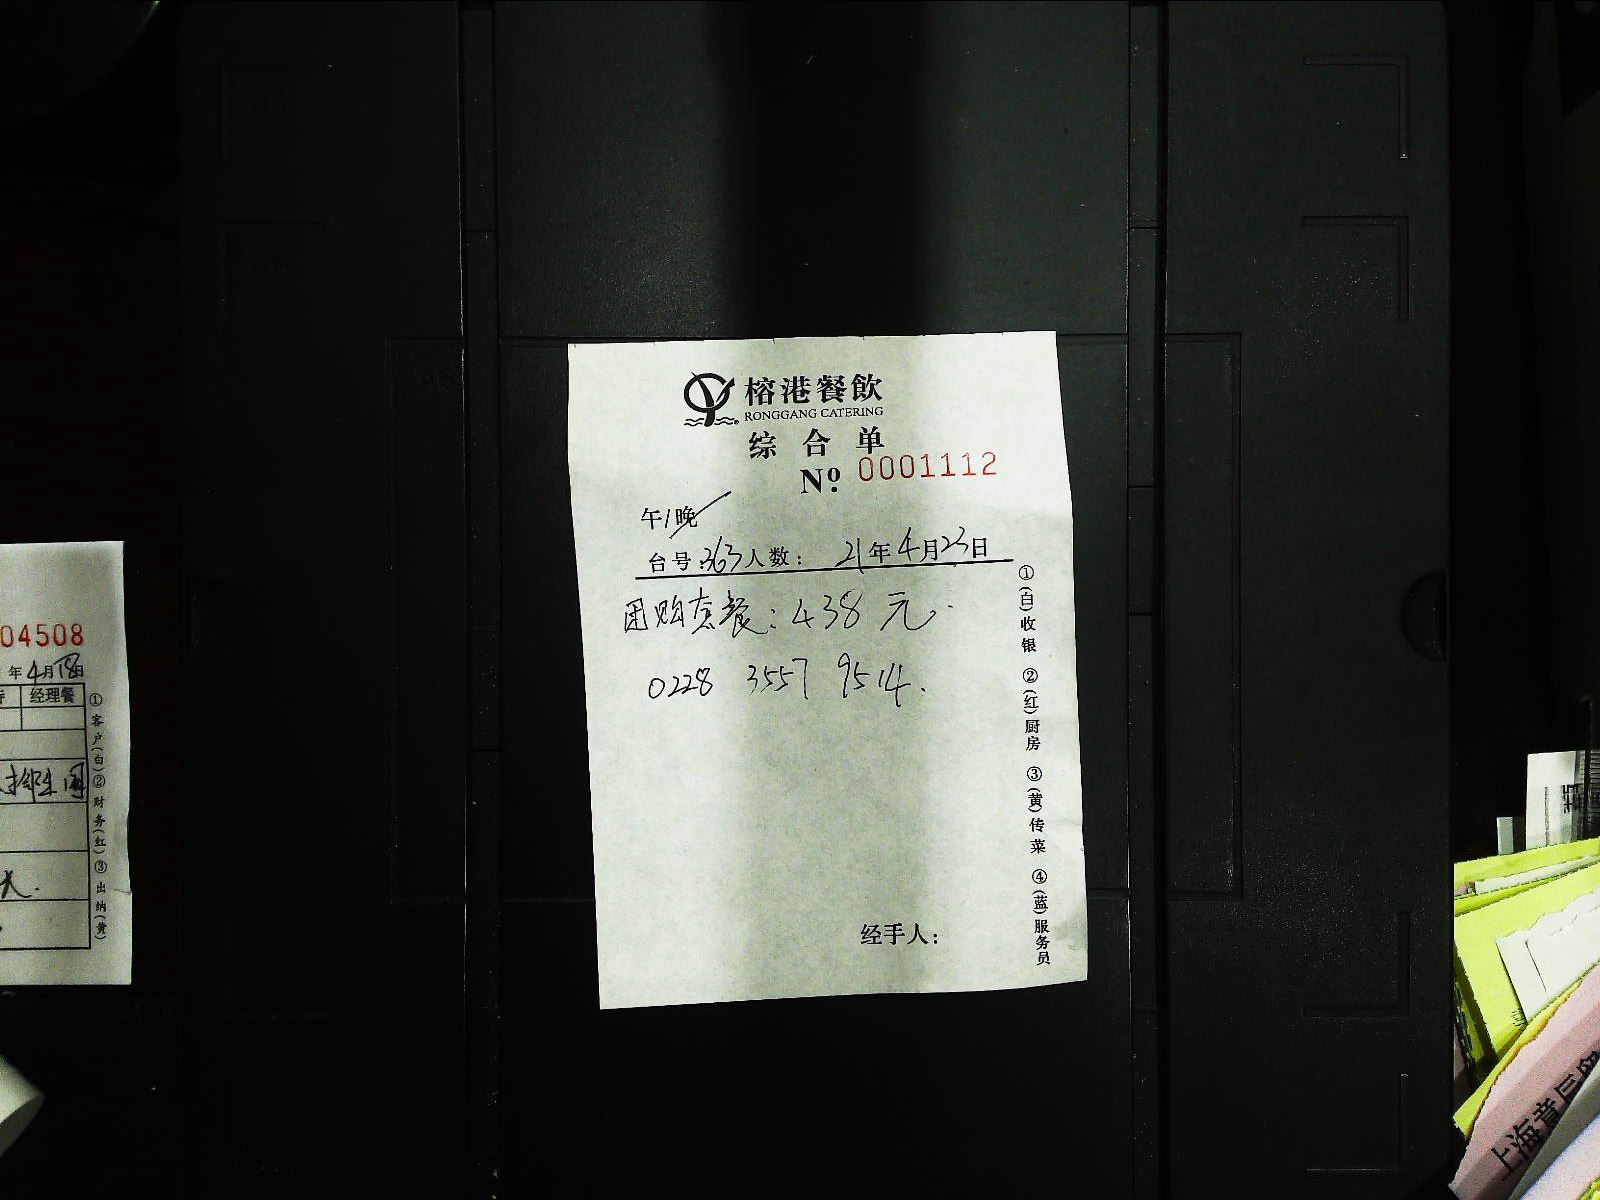 榕港餐飲
RONGGANG CATERING
综合单
Nº 0001112
午/晚
台号:363人数: 21年4月23日
团购套餐:438元.
0228 3557 9514.
经手人:
①(白)收银 ②(红)厨房 ③(黄)传菜 ④(蓝)服务员
04508
年4月18日
经理餐
①客户(白)②财务(红)③出纳(黄)
上海章